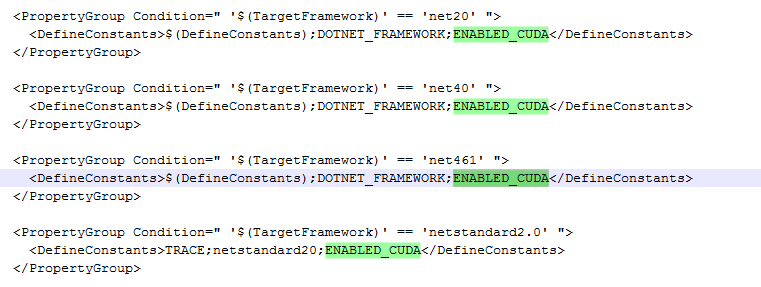 <PropertyGroup Condition=" '$(TargetFramework)' == 'net20' ">
<DefineConstants>$(DefineConstants);DOTNET_FRAMEWORK;ENABLED_CUDA</DefineConstants>
</PropertyGroup>
<PropertyGroup Condition=" '$(TargetFramework)' == 'net40' ">
<DefineConstants>$(DefineConstants);DOTNET_FRAMEWORK;ENABLED_CUDA</DefineConstants>
</PropertyGroup>
<PropertyGroup Condition=" '$(TargetFramework)' == 'net461' ">
<DefineConstants>$(DefineConstants);DOTNET_FRAMEWORK;ENABLED_CUDA</DefineConstants>
</PropertyGroup>
<PropertyGroup Condition=" '$(TargetFramework)' == 'netstandard2.0' ">
<DefineConstants>TRACE;netstandard20;ENABLED_CUDA</DefineConstants>
</PropertyGroup>